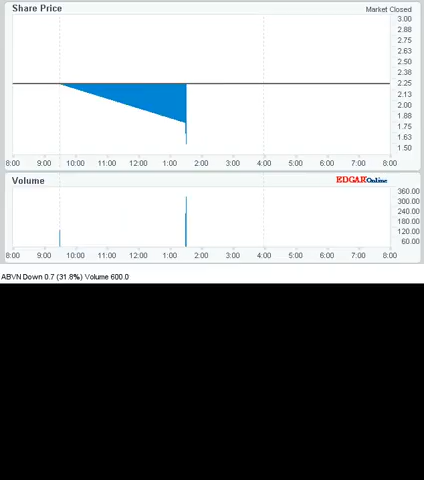 Share Price
Market Closed
3.00
2.88
2.75
2.63
2.50
2.38
2.25
2.13
2.00
1.88
1.75
1.63
1.50
8:00 9:00 10:00 11:00 12:00 1:00 2:00 3:00 4:00 5:00 6:00 7:00 8:00
Volume
EDGAROnline
360.00
300.00
240.00
180.00
120.00
60.00
8:00 9:00 10:00 11:00 12:00 1:00 2:00 3:00 4:00 5:00 6:00 7:00 8:00
ABVN Down 0.7 (31.8%) Volume 600.0